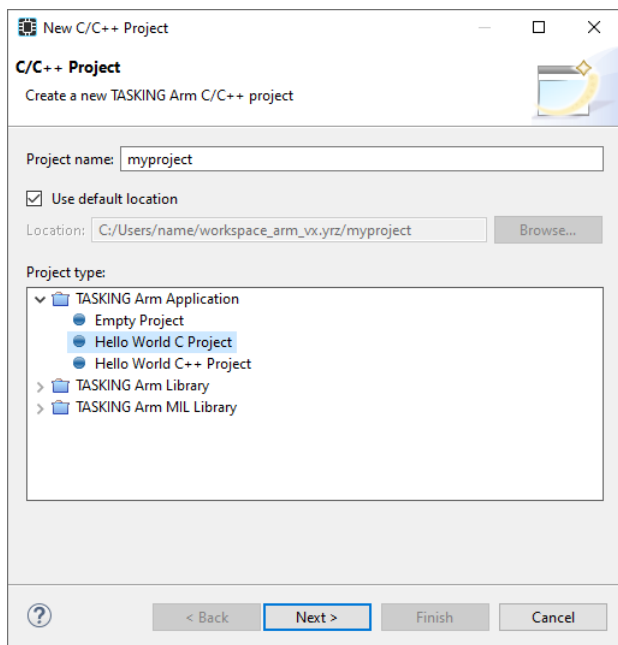 New C/C++ Project
C/C++ Project
Create a new TASKING Arm C/C++ project
Project name: myproject
Use default location
Location: C:/Users/name/workspace_arm_vx.yrz/myproject Browse...
Project type:
TASKING Arm Application
Empty Project
Hello World C Project
Hello World C++ Project
TASKING Arm Library
TASKING Arm MIL Library
? < Back Next > Finish Cancel